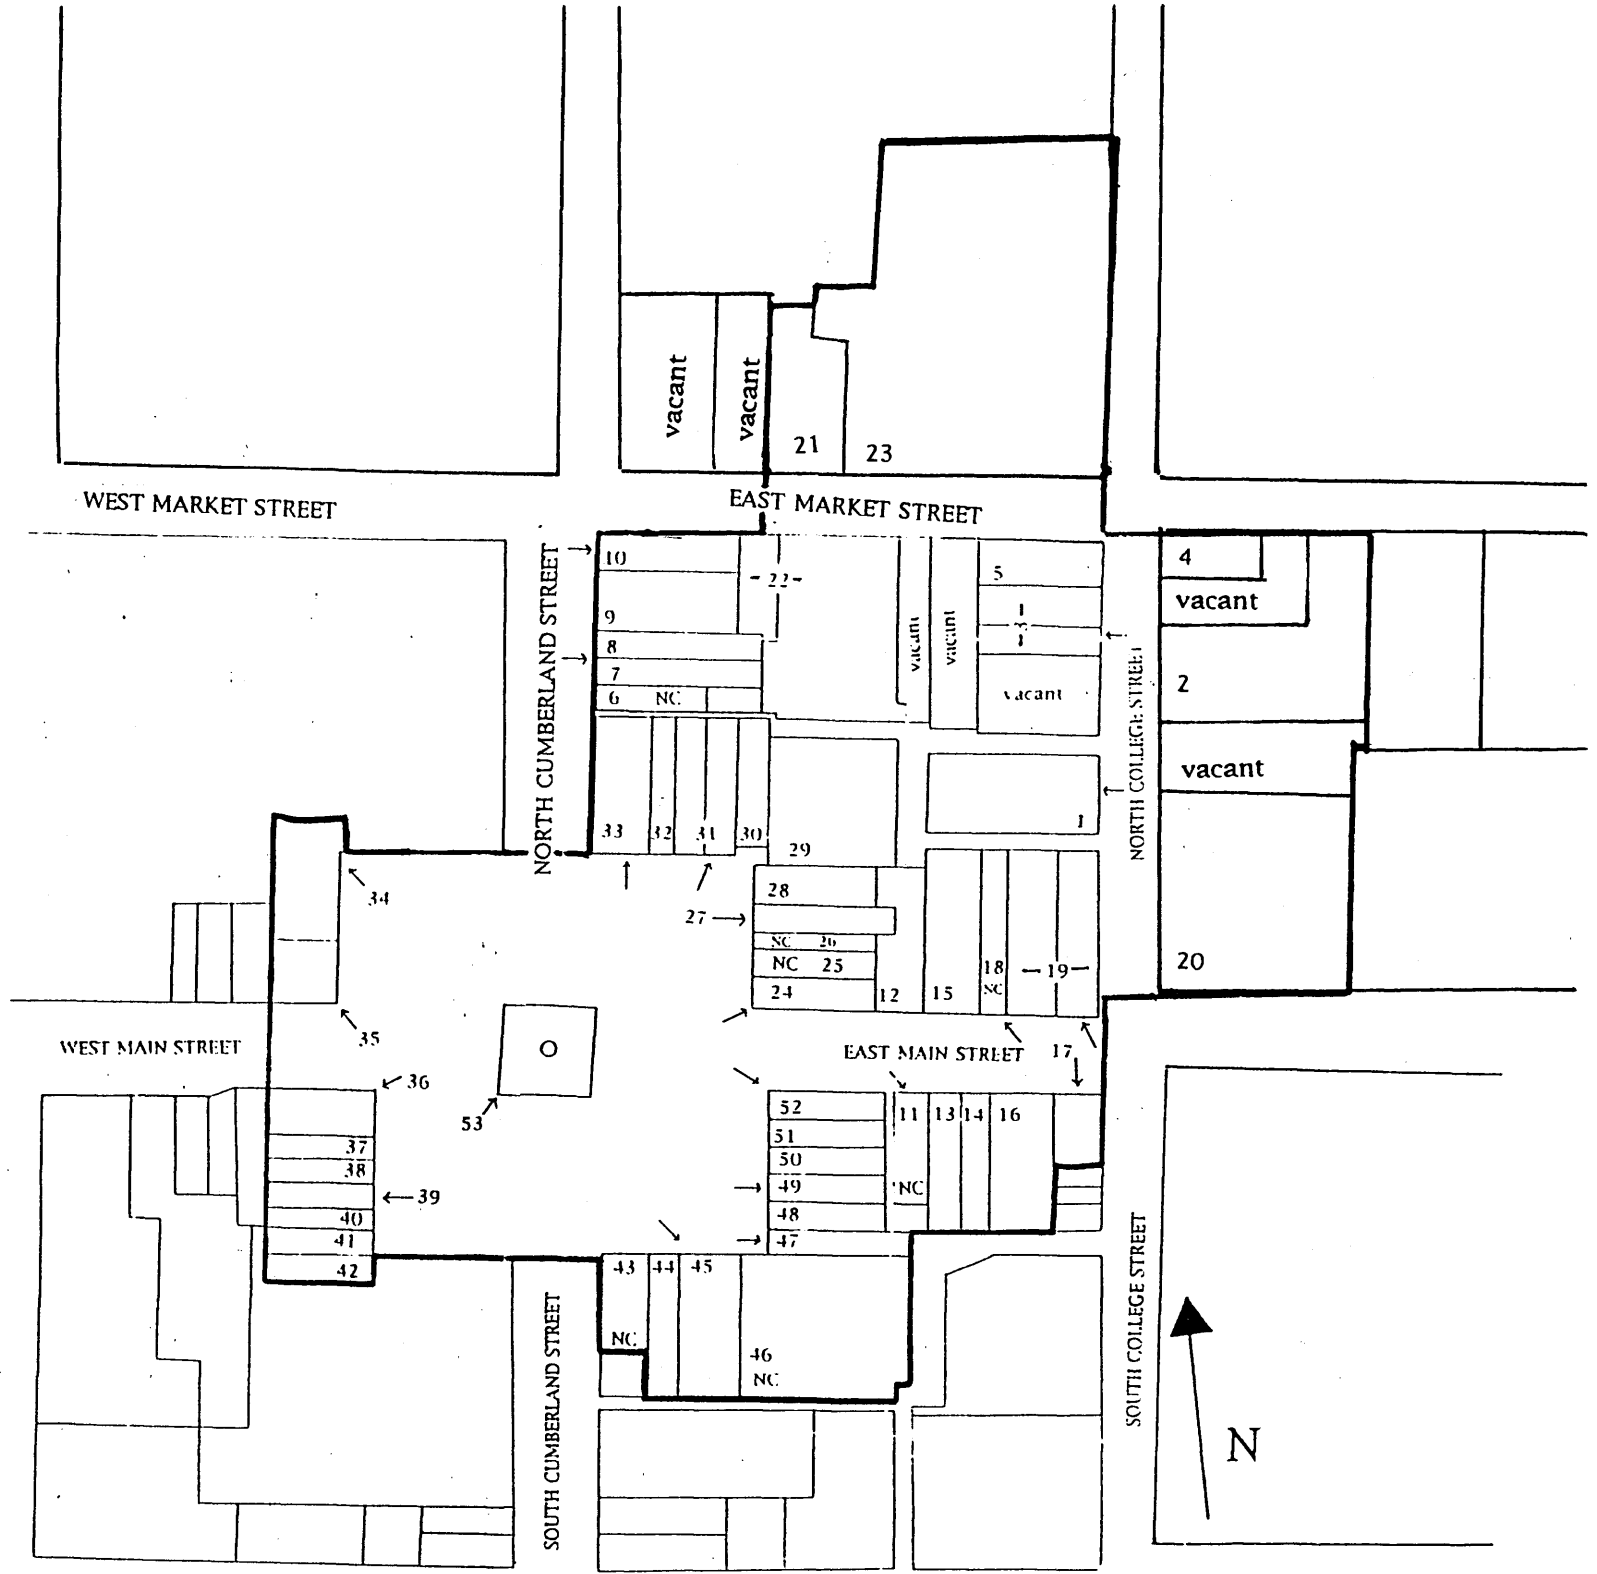 vacant
vacant
21
23
WEST MARKET STREET
EAST MARKET STREET
NORTH CUMBERLAND STREET
10
9
8
7
6 NC
- 22 -
vacant
vacant
5
3
vacant
NORTH COLLEGE STREET
4
vacant
2
vacant
20
1
33
32
31
30
29
28
27
NC 26
NC 25
24
12
15
18
NC
- 19 -
34
35
36
WEST MAIN STREET
53
EAST MAIN STREET
17
37
38
39
40
41
42
52
51
50
49
48
47
11
NC
13
14
16
43
NC
44
45
46
NC
SOUTH CUMBERLAND STREET
SOUTH COLLEGE STREET
N